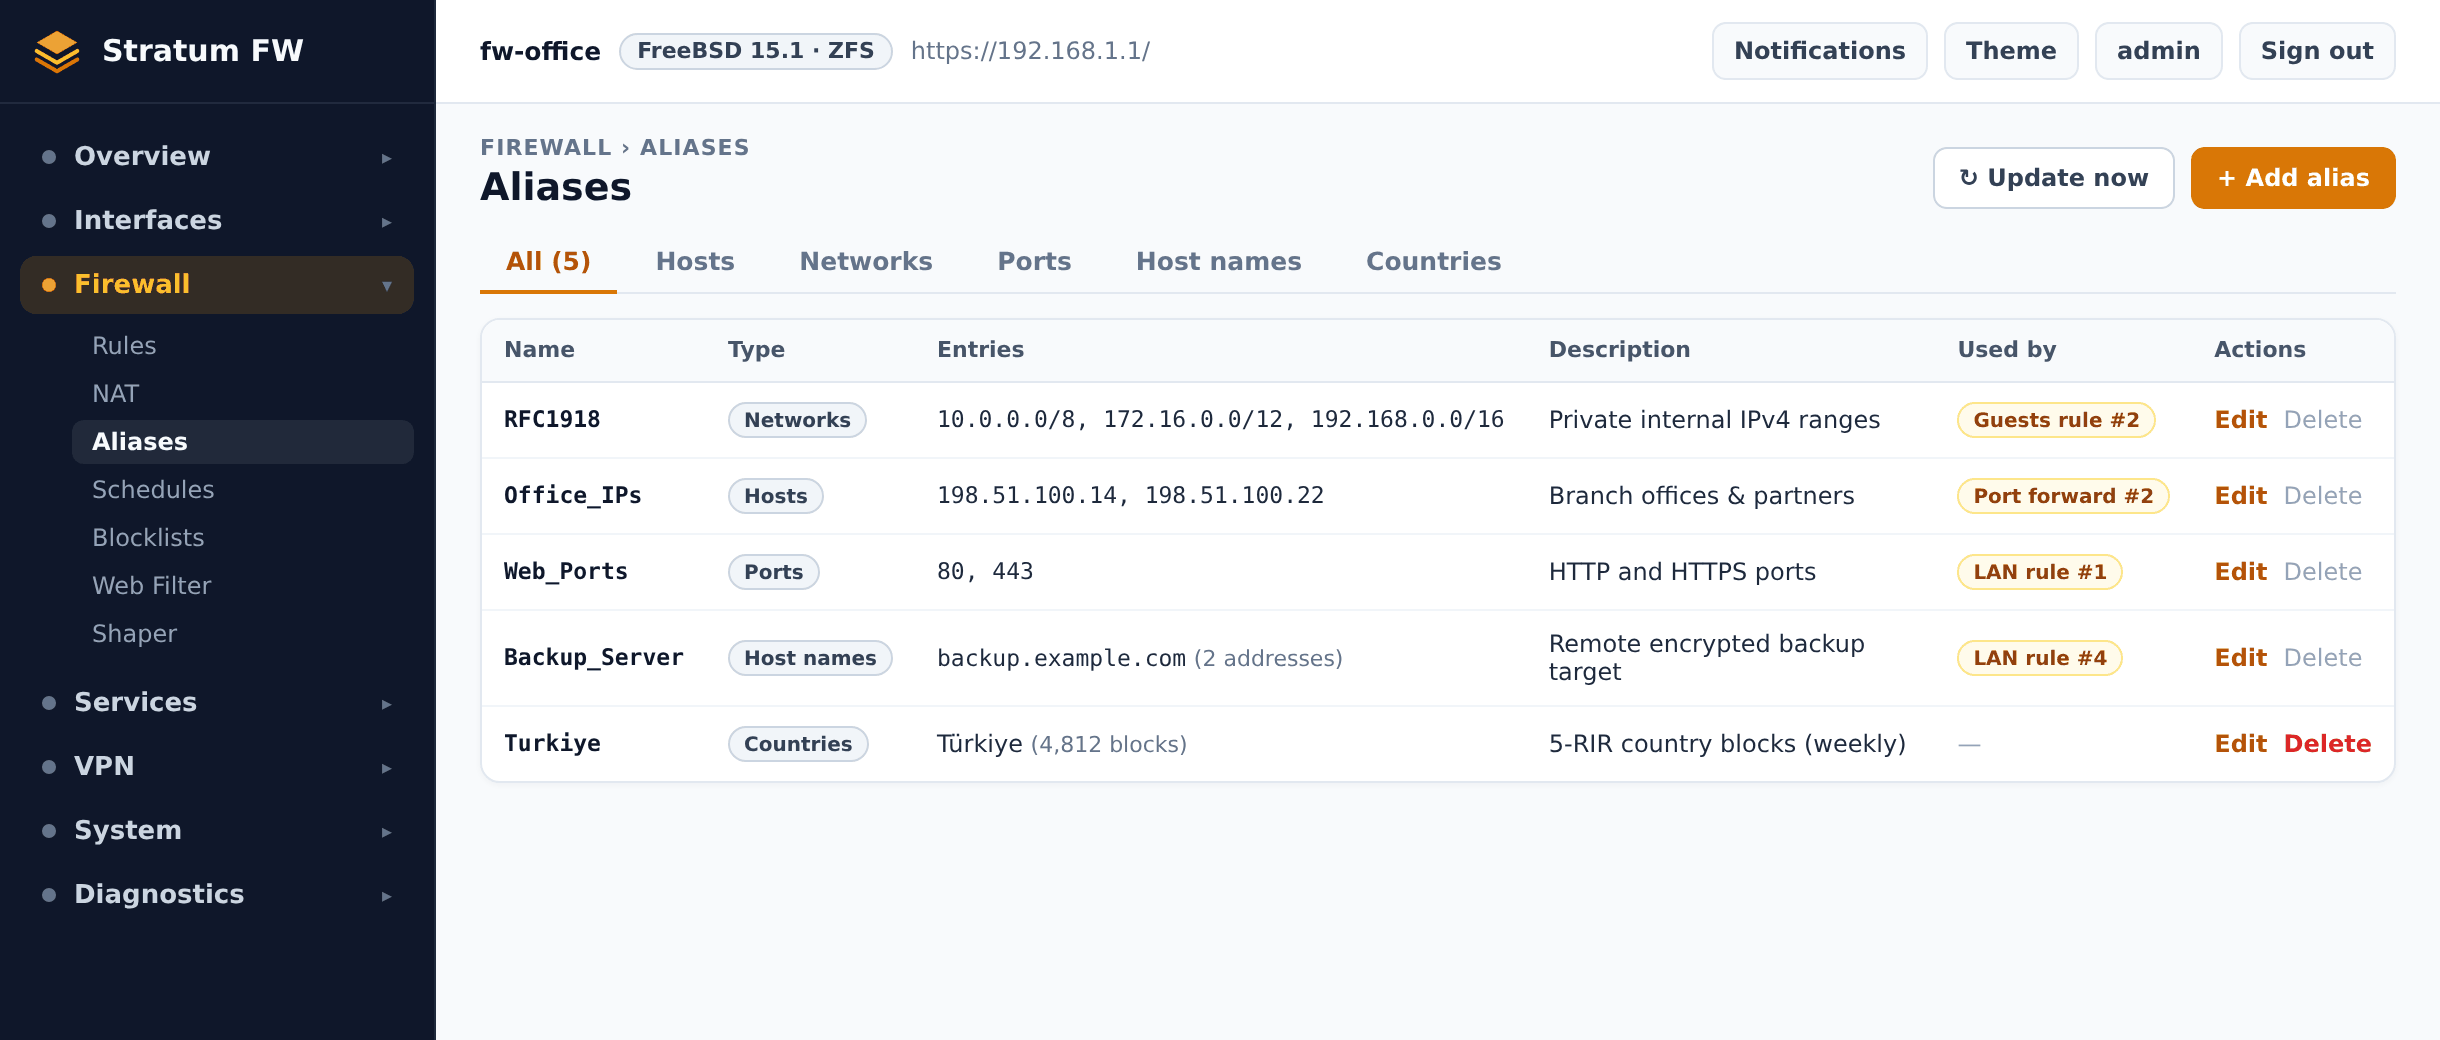 Stratum FW
Overview ▸
Interfaces ▸
Firewall ▾
Rules
NAT
Aliases
Schedules
Blocklists
Web Filter
Shaper
Services ▸
VPN ▸
System ▸
Diagnostics ▸
fw-office FreeBSD 15.1 · ZFS https://192.168.1.1/ Notifications Theme admin Sign out
FIREWALL › ALIASES
Aliases
↻ Update now + Add alias
All (5) Hosts Networks Ports Host names Countries
Name Type Entries Description Used by Actions
RFC1918 Networks 10.0.0.0/8, 172.16.0.0/12, 192.168.0.0/16 Private internal IPv4 ranges Guests rule #2 Edit Delete
Office_IPs Hosts 198.51.100.14, 198.51.100.22 Branch offices & partners Port forward #2 Edit Delete
Web_Ports Ports 80, 443 HTTP and HTTPS ports LAN rule #1 Edit Delete
Backup_Server Host names backup.example.com (2 addresses) Remote encrypted backup
target LAN rule #4 Edit Delete
Turkiye Countries Türkiye (4,812 blocks) 5-RIR country blocks (weekly) — Edit Delete